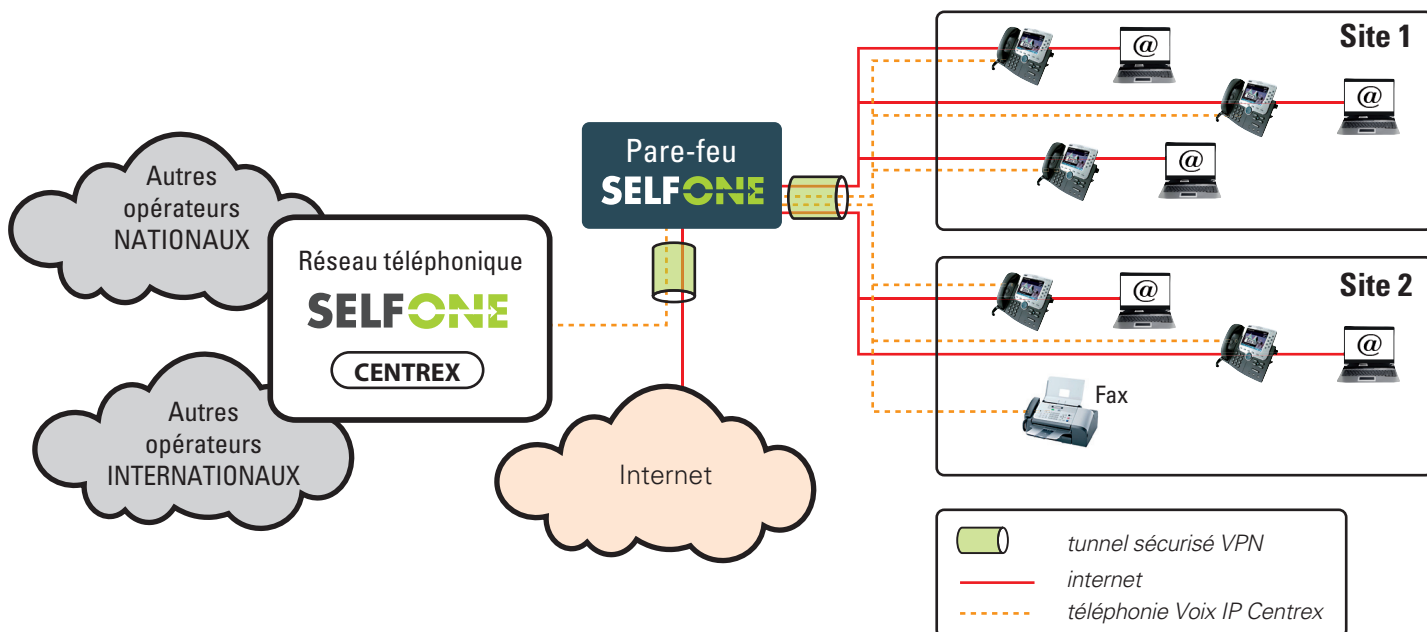 Autres
opérateurs
NATIONAUX
Réseau téléphonique
SELFONE
CENTREX
Autres
opérateurs
INTERNATIONAUX
Pare-feu
SELFONE
Internet
Site 1
@
@
@
Site 2
@
@
Fax
tunnel sécurisé VPN
internet
téléphonie Voix IP Centrex